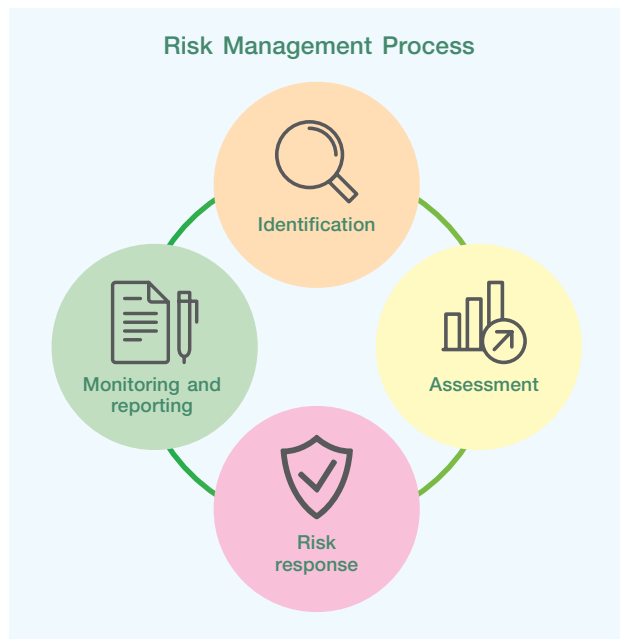 Risk Management Process
Identification
Assessment
Risk
response
Monitoring and
reporting